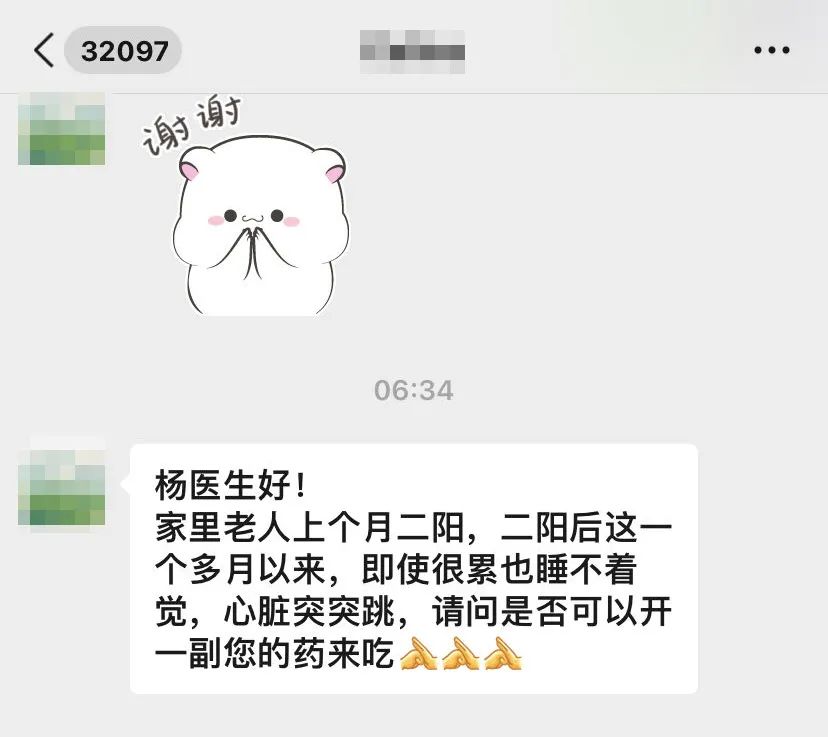 32097
谢谢
06:34
杨医生好！
家里老人上个月二阳，二阳后这一
个多月以来，即使很累也睡不着
觉，心脏突突跳，请问是否可以开
一副您的药来吃